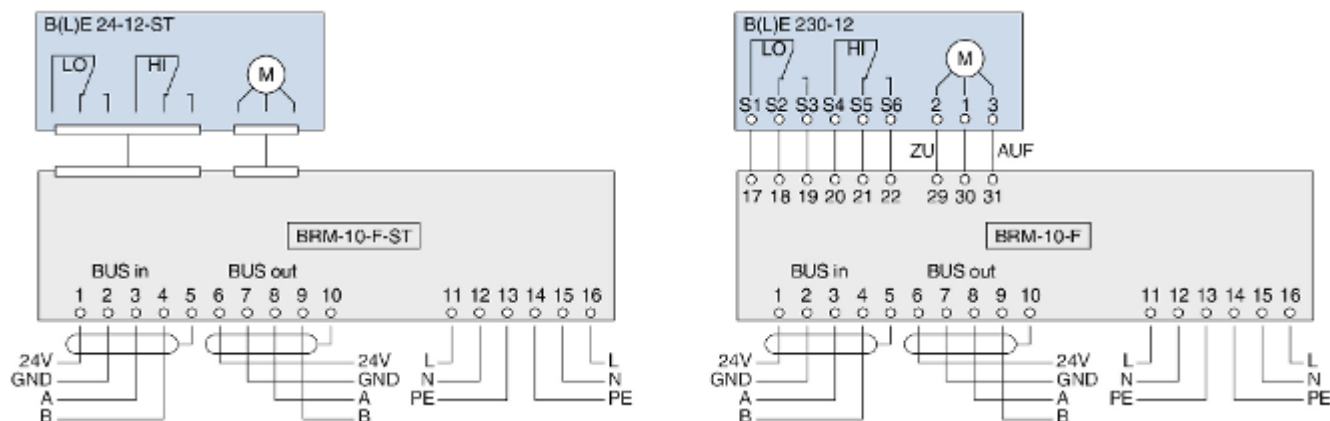 B(L)E 24-12-ST
LO HI M
BRM-10-F-ST
BUS in BUS out
1 2 3 4 5 6 7 8 9 10 11 12 13 14 15 16
24V 24V L L
GND GND N N
A A PE PE
B B
B(L)E 230-12
LO HI M
S1 S2 S3 S4 S5 S6 2 1 3
ZU AUF
17 18 19 20 21 22 29 30 31
BRM-10-F
BUS in BUS out
1 2 3 4 5 6 7 8 9 10 11 12 13 14 15 16
24V 24V L L
GND GND N N
A A PE PE
B B